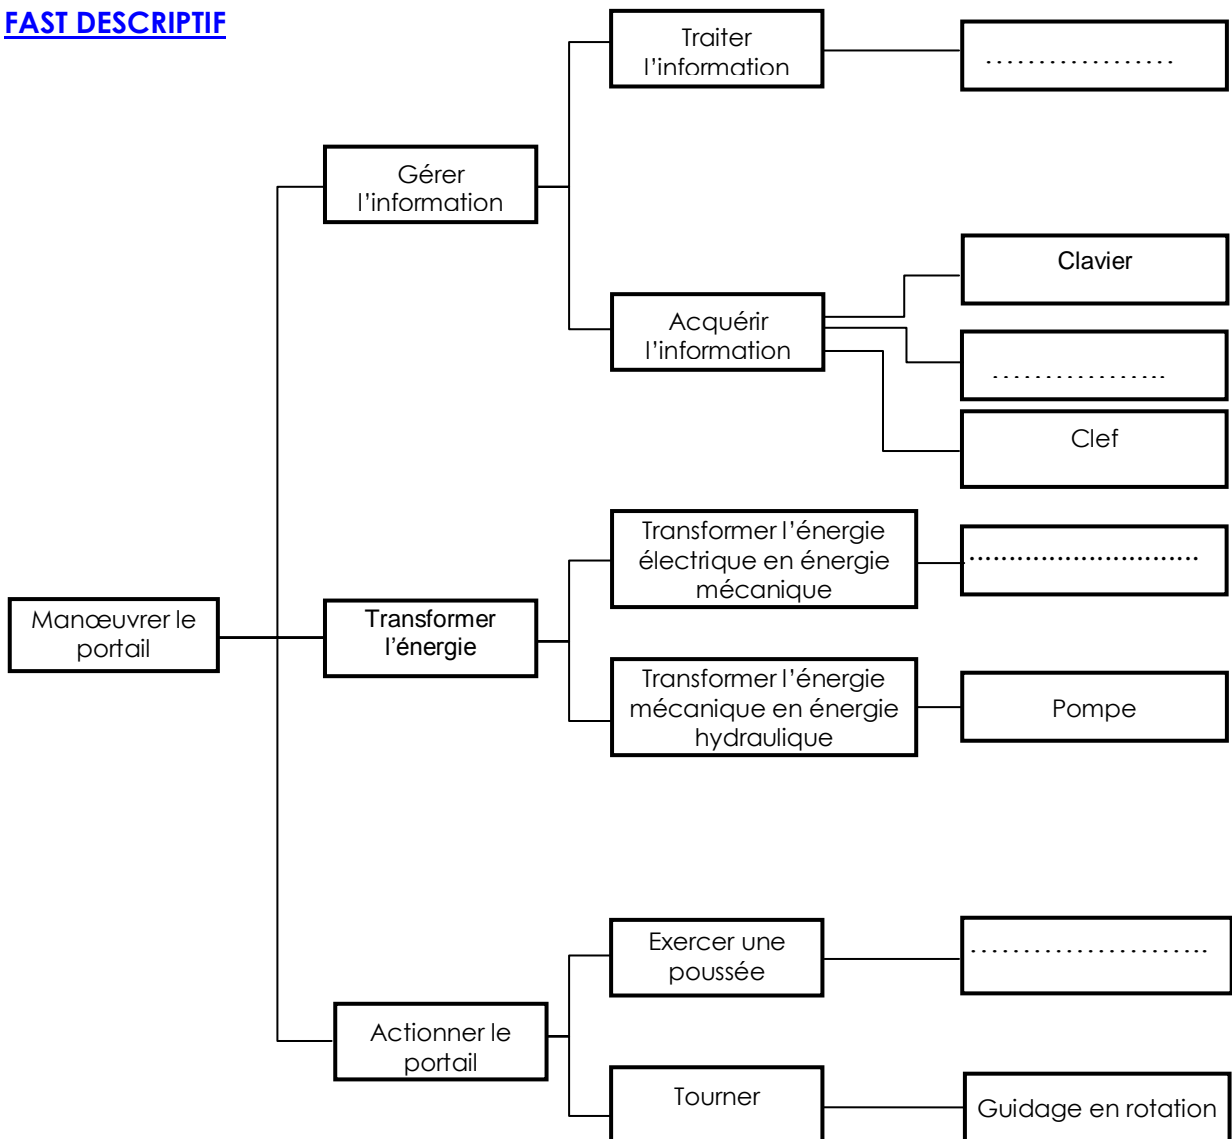 FAST DESCRIPTIF
Traiter
l’information
..................
Gérer
l’information
Clavier
Acquérir
l’information
.................
Clef
Transformer l’énergie
électrique en énergie
mécanique
.............................
Manœuvrer le
portail
Transformer
l’énergie
Transformer l’énergie
mécanique en énergie
hydraulique
Pompe
Exercer une
poussée
.......................
Actionner le
portail
Tourner
Guidage en rotation